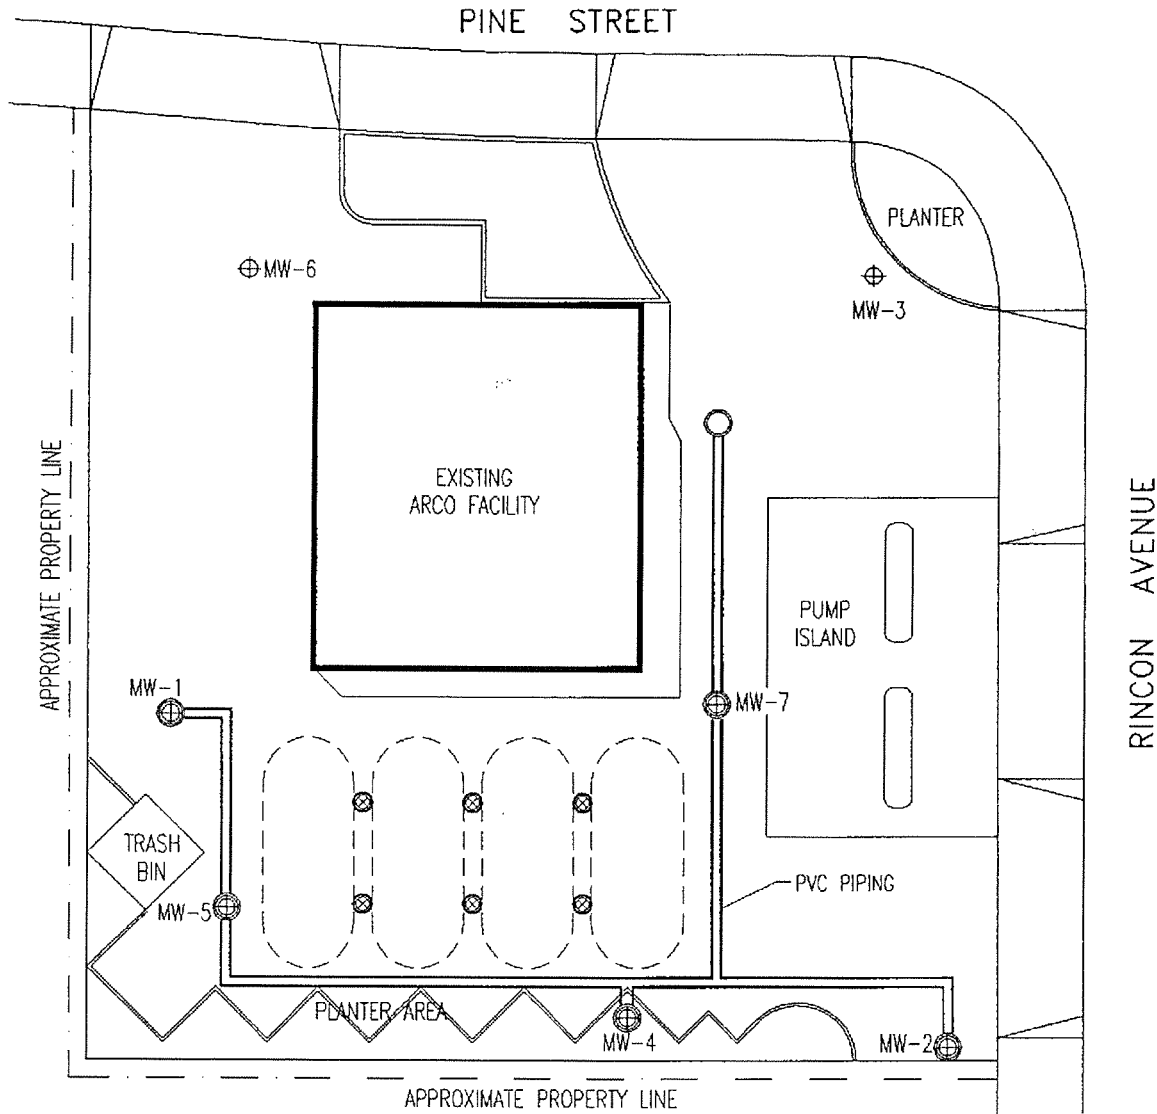 PINE STREET
PLANTER
MW-6
MW-3
EXISTING
ARCO FACILITY
APPROXIMATE PROPERTY LINE
RINCON AVENUE
PUMP
ISLAND
MW-1
MW-7
TRASH
BIN
PVC PIPING
MW-5
PLANTER AREA
MW-4
MW-2
APPROXIMATE PROPERTY LINE